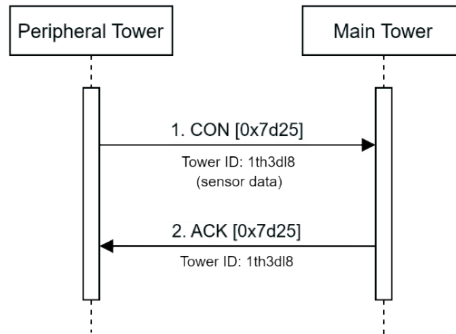 Peripheral Tower
Main Tower
1. CON [0x7d25]
Tower ID: 1th3dl8
(sensor data)
2. ACK [0x7d25]
Tower ID: 1th3dl8